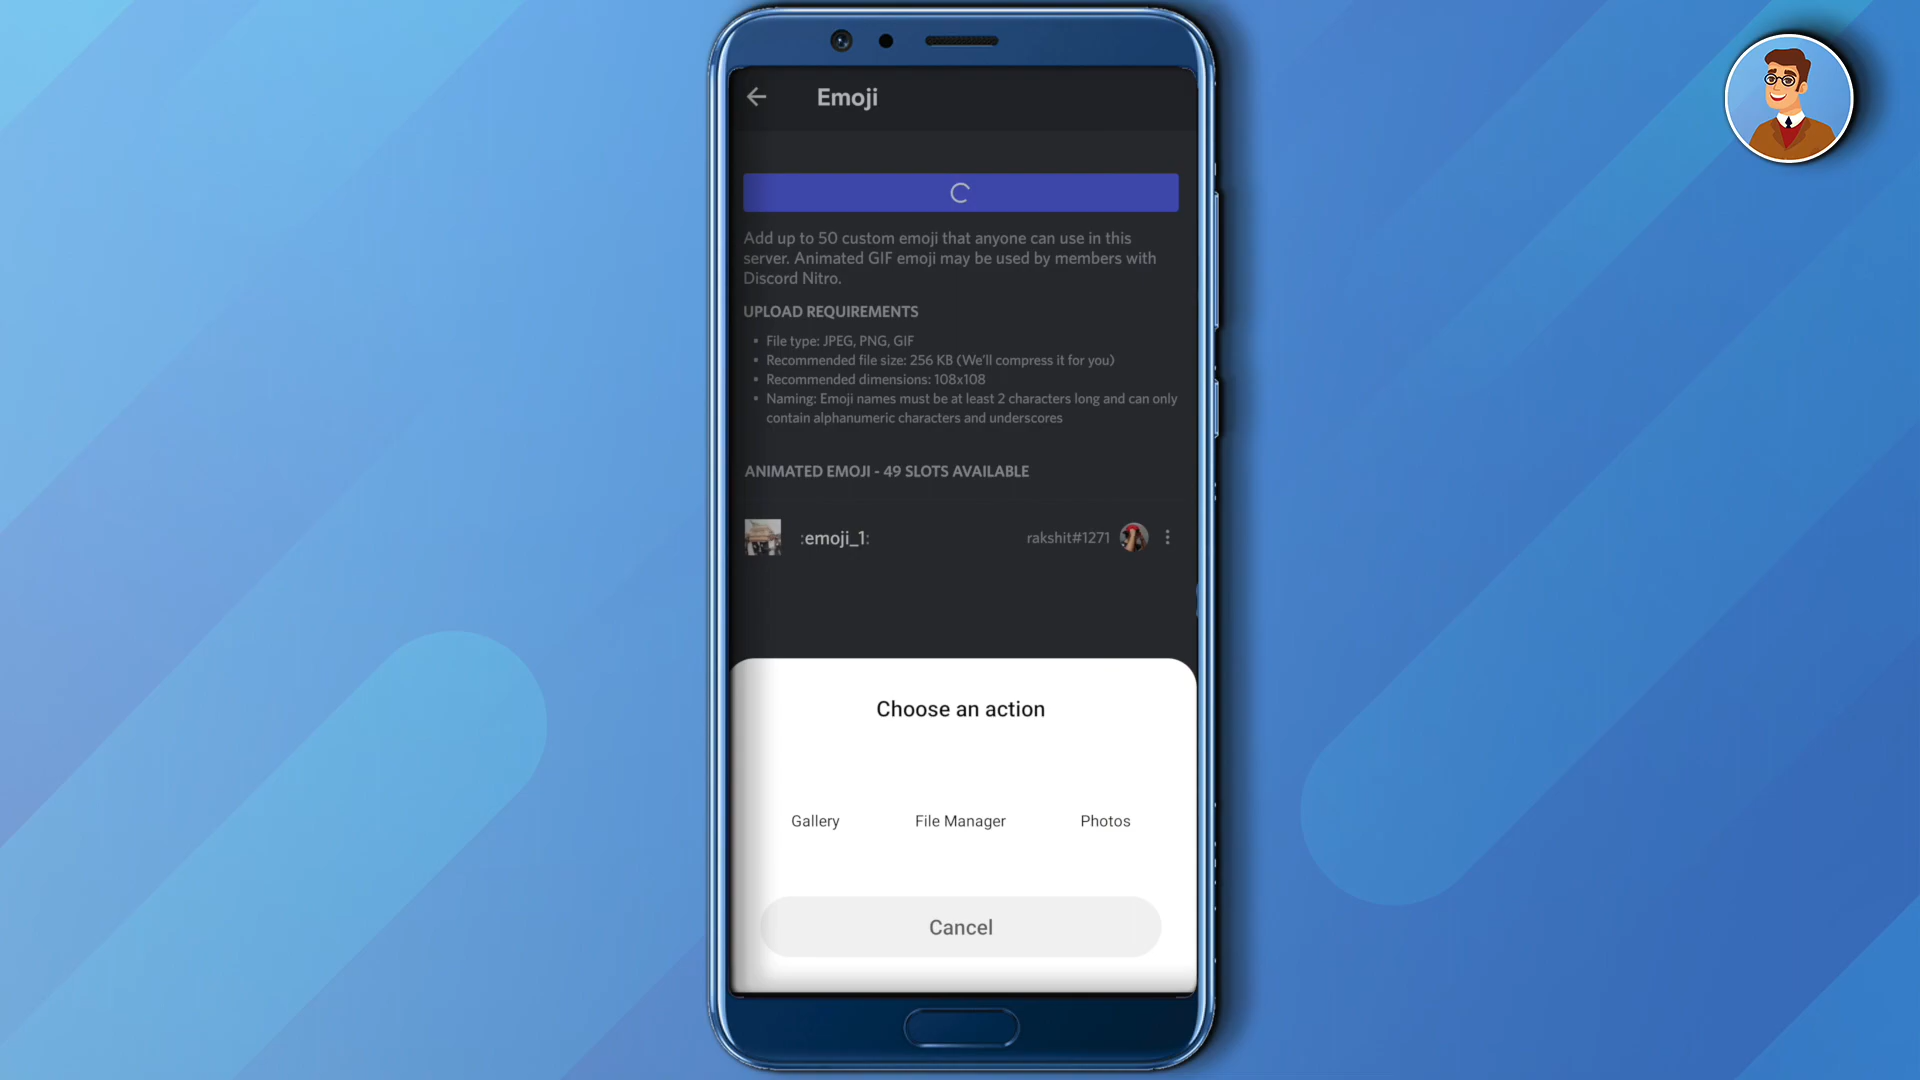 Emoji
Add up to 50 custom emoji that anyone can use in this
server. Animated GIF emoji may be used by members with
Discord Nitro.
UPLOAD REQUIREMENTS
▪ File type: JPEG, PNG, GIF
▪ Recommended file size: 256 KB (We'll compress it for you)
▪ Recommended dimensions: 108x108
▪ Naming: Emoji names must be at least 2 characters long and can only
contain alphanumeric characters and underscores
ANIMATED EMOJI - 49 SLOTS AVAILABLE
:emoji_1: rakshit#1271
Choose an action
Gallery File Manager Photos
Cancel